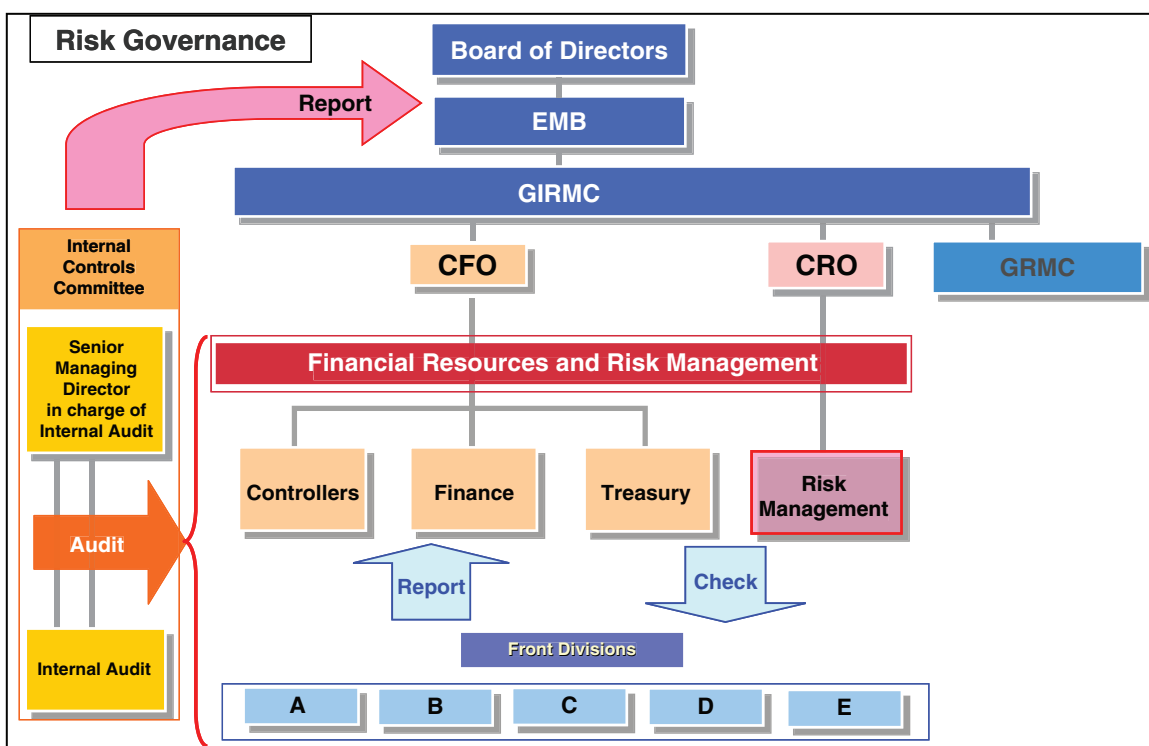 Risk Governance
Board of Directors
Report
EMB
GIRMC
Internal
Controls
Committee
CFO
CRO
GRMC
Senior
Managing
Director
in charge of
Internal Audit
Financial Resources and Risk Management
Controllers
Finance
Treasury
Risk
Management
Audit
Report
Check
Front Divisions
Internal Audit
A
B
C
D
E